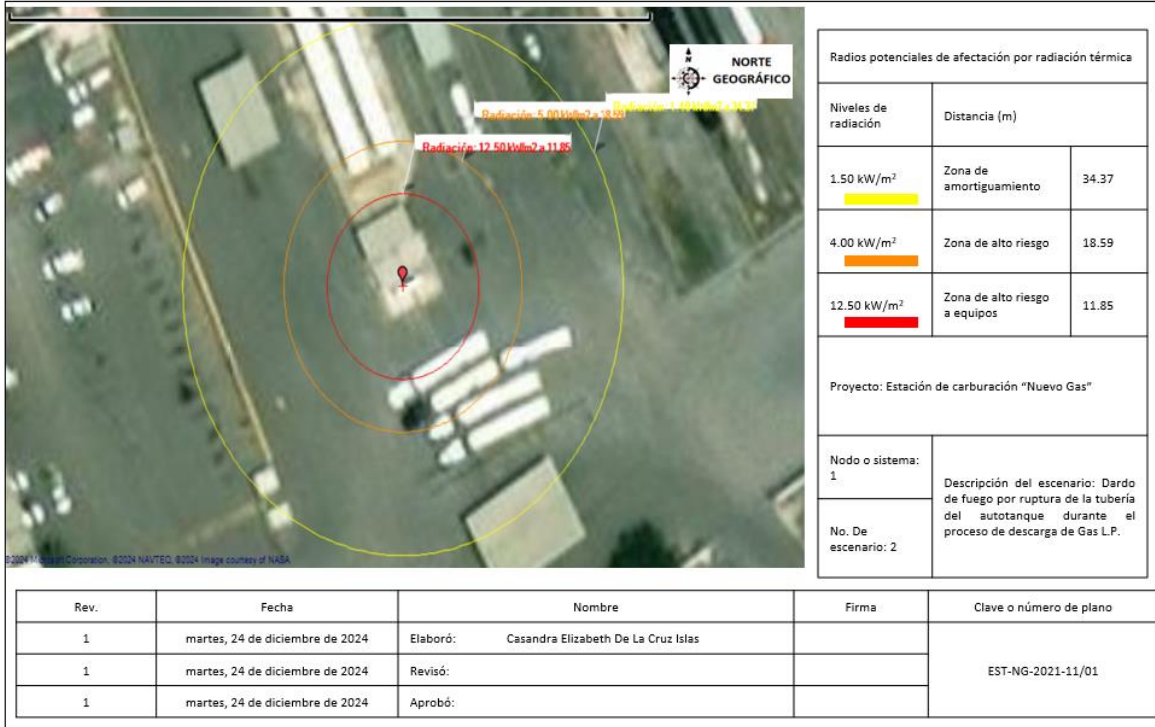 NORTE
GEOGRÁFICO
Radiación: 5.00 kW/m2 a 18.59
Radiación: 12.50 kW/m2 a 11.85
©2024 Microsoft Corporation, ©2024 NAVTEQ, ©2024 Image courtesy of NASA
Radios potenciales de afectación por radiación térmica
Niveles de
radiación
Distancia (m)
1.50 kW/m²
Zona de
amortiguamiento
34.37
4.00 kW/m²
Zona de alto riesgo
18.59
12.50 kW/m²
Zona de alto riesgo
a equipos
11.85
Proyecto: Estación de carburación “Nuevo Gas”
Nodo o sistema:
1
No. De
escenario: 2
Descripción del escenario: Dardo
de fuego por ruptura de la tubería
del autotanque durante el
proceso de descarga de Gas L.P.
Rev. Fecha Nombre Firma Clave o número de plano
1 martes, 24 de diciembre de 2024 Elaboró: Casandra Elizabeth De La Cruz Islas
1 martes, 24 de diciembre de 2024 Revisó:
EST-NG-2021-11/01
1 martes, 24 de diciembre de 2024 Aprobó: